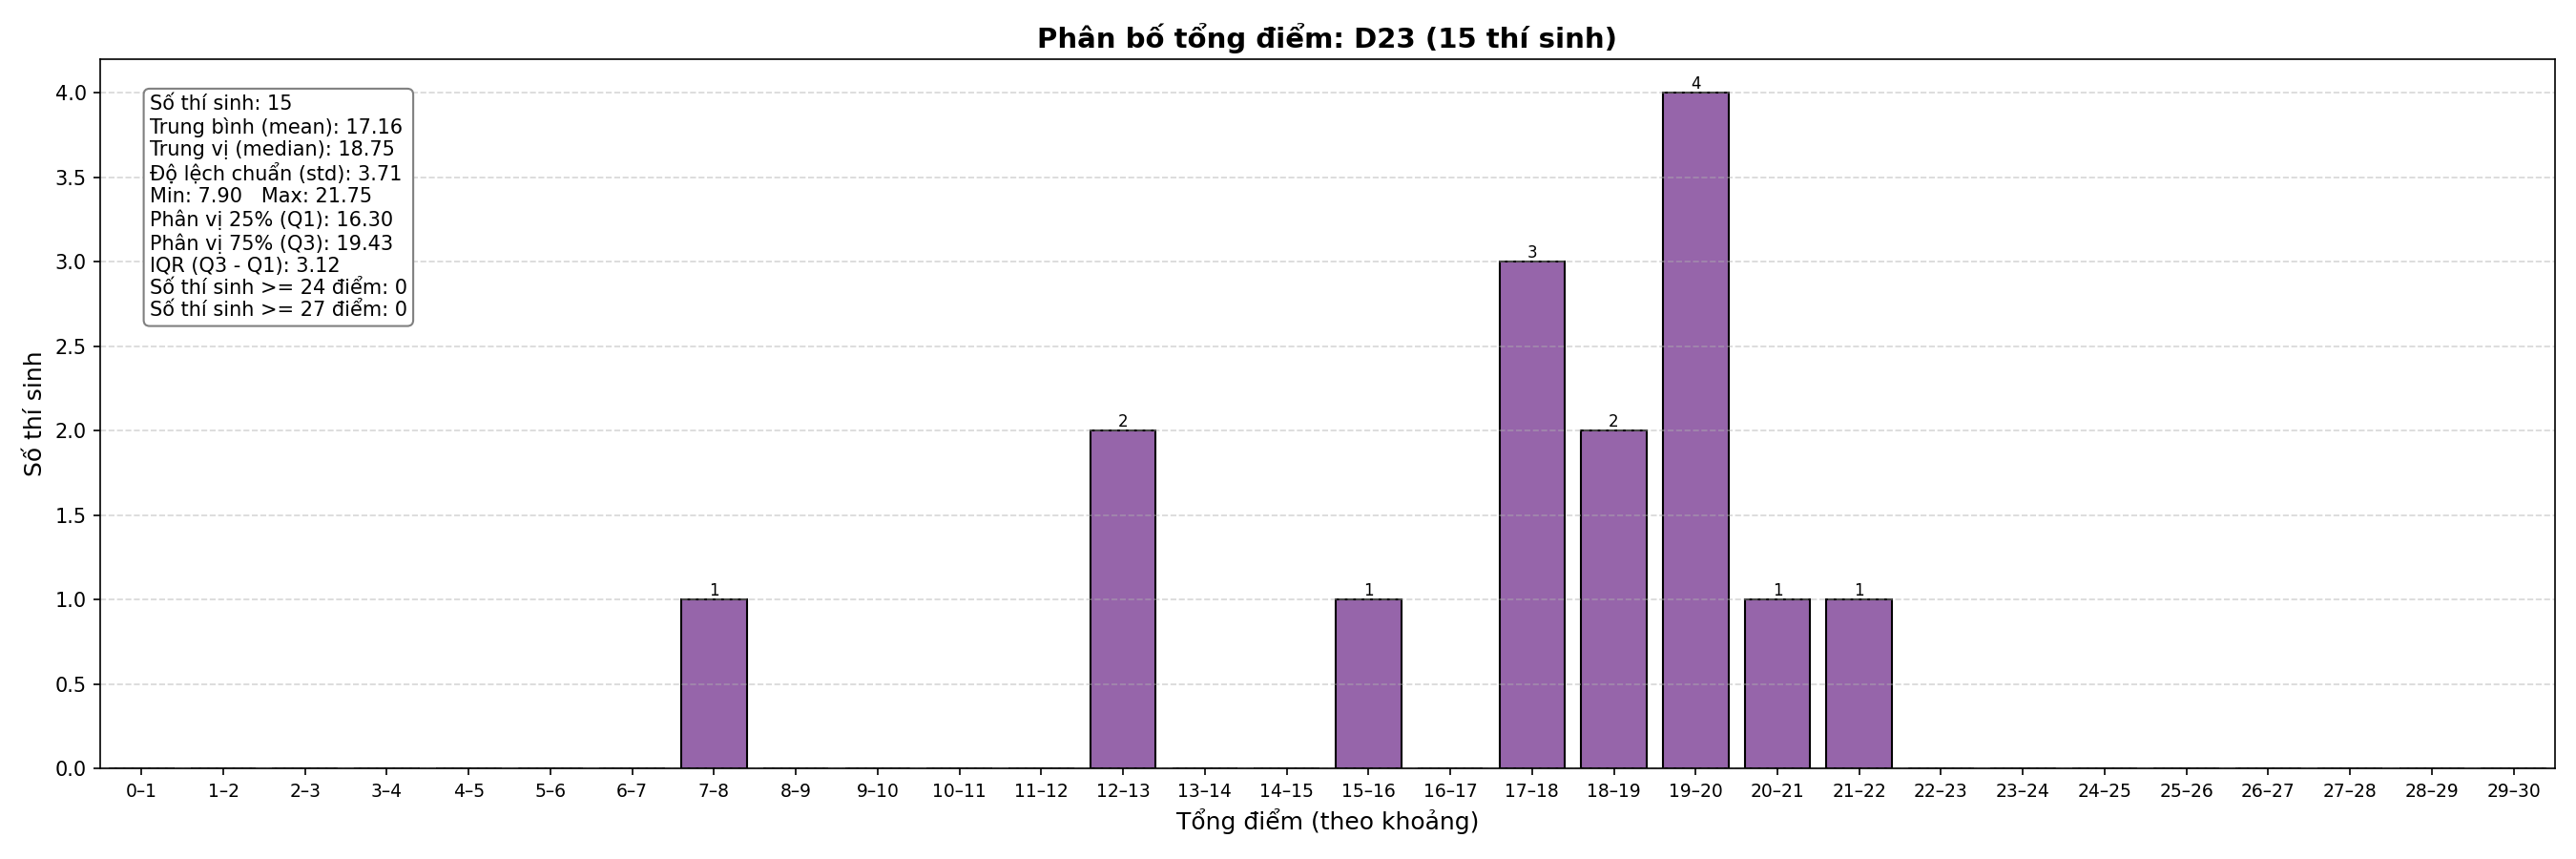 Phân bố tổng điểm: D23 (15 thí sinh)
Số thí sinh: 15
Trung bình (mean): 17.16
Trung vị (median): 18.75
Độ lệch chuẩn (std): 3.71
Min: 7.90   Max: 21.75
Phân vị 25% (Q1): 16.30
Phân vị 75% (Q3): 19.43
IQR (Q3 - Q1): 3.12
Số thí sinh >= 24 điểm: 0
Số thí sinh >= 27 điểm: 0
Số thí sinh
4.0
3.5
3.0
2.5
2.0
1.5
1.0
0.5
0.0
1
2
1
3
2
4
1
1
0–1 1–2 2–3 3–4 4–5 5–6 6–7 7–8 8–9 9–10 10–11 11–12 12–13 13–14 14–15 15–16 16–17 17–18 18–19 19–20 20–21 21–22 22–23 23–24 24–25 25–26 26–27 27–28 28–29 29–30
Tổng điểm (theo khoảng)